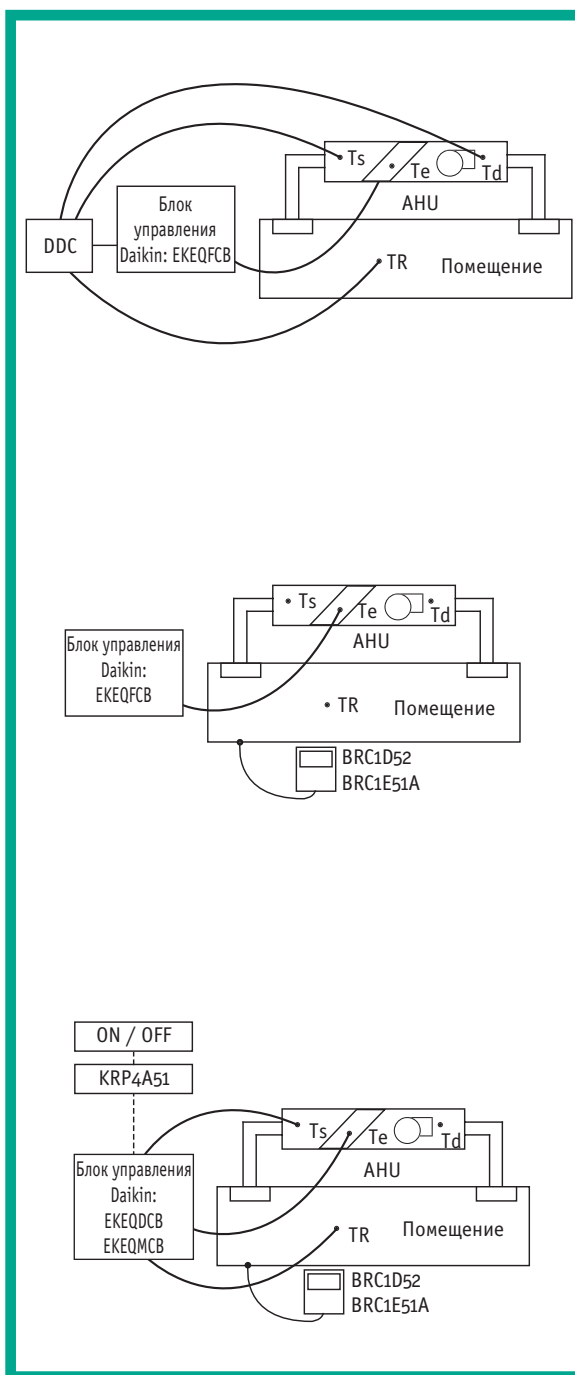 Ts
Te
Td
AHU
Блок
управления
Daikin: EKEQFCB
DDC
TR
Помещение
Ts
Te
Td
AHU
Блок управления
Daikin:
EKEQFCB
TR
Помещение
BRC1D52
BRC1E51A
ON / OFF
KRP4A51
Ts
Te
Td
AHU
Блок управления
Daikin:
EKEQDCB
EKEQMCB
TR
Помещение
BRC1D52
BRC1E51A